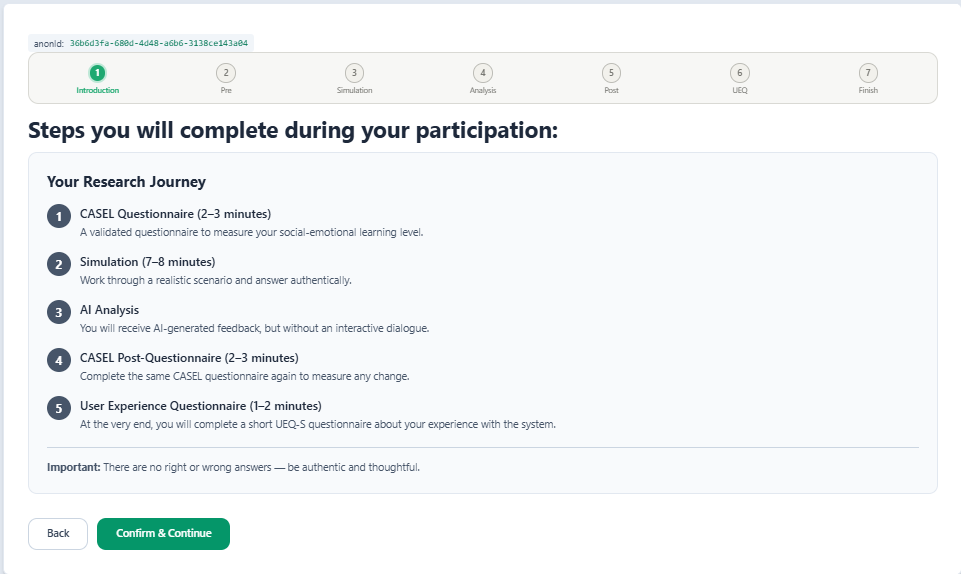 anonId: 36b6d3fa-680d-4d48-a6b6-3138ce143a04
1 2 3 4 5 6 7
Introduction Pre Simulation Analysis Post UEQ Finish
Steps you will complete during your participation:
Your Research Journey
1 CASEL Questionnaire (2–3 minutes)
A validated questionnaire to measure your social-emotional learning level.
2 Simulation (7–8 minutes)
Work through a realistic scenario and answer authentically.
3 AI Analysis
You will receive AI-generated feedback, but without an interactive dialogue.
4 CASEL Post-Questionnaire (2–3 minutes)
Complete the same CASEL questionnaire again to measure any change.
5 User Experience Questionnaire (1–2 minutes)
At the very end, you will complete a short UEQ-S questionnaire about your experience with the system.
Important: There are no right or wrong answers — be authentic and thoughtful.
Back Confirm & Continue